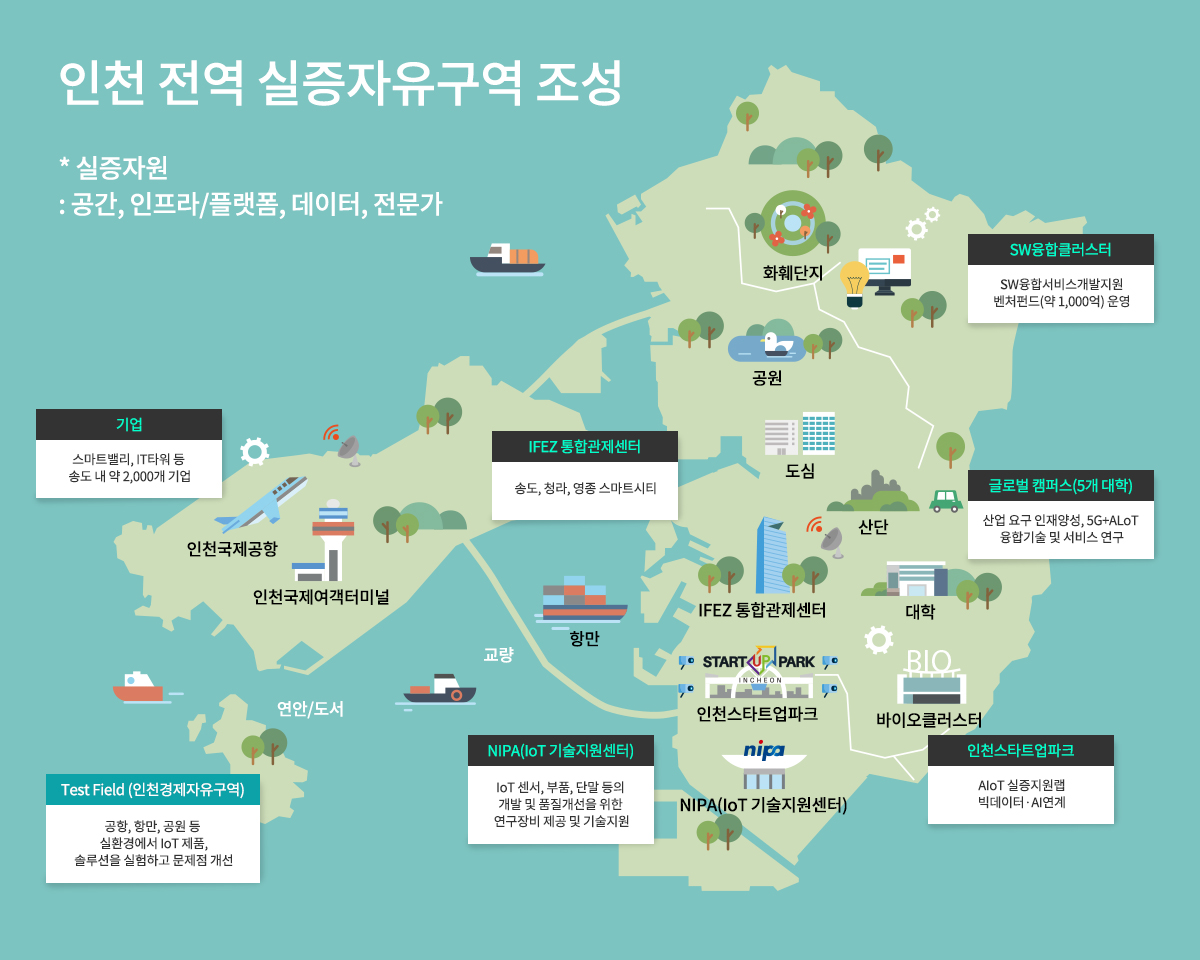 인천 전역 실증자유구역 조성
* 실증자원
: 공간, 인프라/플랫폼, 데이터, 전문가
화훼단지
SW융합클러스터
SW융합서비스개발지원
벤처펀드(약 1,000억) 운영
공원
기업
스마트밸리, IT타워 등
송도 내 약 2,000개 기업
IFEZ 통합관제센터
송도, 청라, 영종 스마트시티
도심
글로벌 캠퍼스(5개 대학)
산업 요구 인재양성, 5G+ALoT
융합기술 및 서비스 연구
산단
인천국제공항
인천국제여객터미널
IFEZ 통합관제센터
대학
항만
교량
START UP PARK
INCHEON
인천스타트업파크
BIO
바이오클러스터
연안/도서
NIPA(IoT 기술지원센터)
IoT 센서, 부품, 단말 등의
개발 및 품질개선을 위한
연구장비 제공 및 기술지원
nipa
NIPA(IoT 기술지원센터)
인천스타트업파크
AIoT 실증지원랩
빅데이터·AI연계
Test Field (인천경제자유구역)
공항, 항만, 공원 등
실환경에서 IoT 제품,
솔루션을 실험하고 문제점 개선